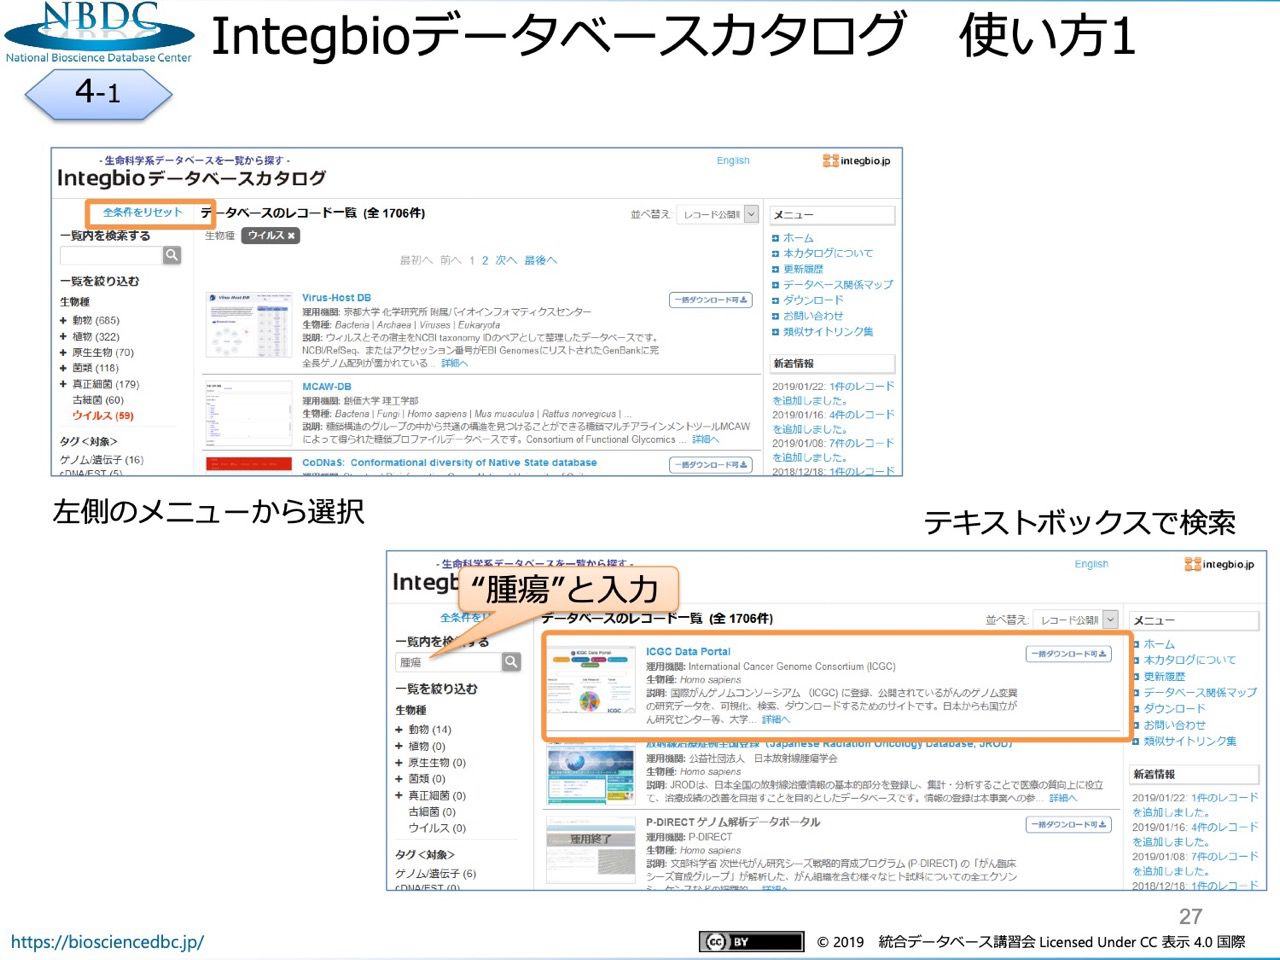 NBDC
National Bioscience Database Center
Integbioデータベースカタログ　使い方1
4-1
- 生命科学系データベースを一覧から探す -
English
integbio.jp
Integbioデータベースカタログ
全条件をリセット
データベースのレコード一覧 (全 1706件)
並べ替え
レコード公開
一覧内を検索する
生物種
ウイルス ×
最初へ 前へ 1 2 次へ 最後へ
一覧を絞り込む
生物種
+ 動物 (685)
+ 植物 (322)
+ 原生生物 (70)
+ 菌類 (118)
+ 真正細菌 (179)
古細菌 (60)
ウイルス (59)
タグ<対象>
ゲノム/遺伝子 (16)
cDNA/EST (5)
Virus-Host DB
一括ダウンロード可
運用機関: 京都大学 化学研究所 附属バイオインフォマティクスセンター
生物種: Bacteria | Archaea | Viruses | Eukaryota
説明: ウィルスとその宿主をNCBI taxonomy IDのペアとして整理したデータベースです。
NCBI/RefSeq、またはアクセッション番号がEBI GenomesにリストされたGenBankに完
全長ゲノム配列が置かれている... 詳細へ
MCAW-DB
運用機関: 創価大学 理工学部
生物種: Bacteria | Fungi | Homo sapiens | Mus musculus | Rattus norvegicus | ...
説明: 糖鎖構造のグループの中から共通の構造を見つけることができる糖鎖マルチアラインメントツールMCAW
によって得られた糖鎖プロファイルデータベースです。Consortium of Functional Glycomics ... 詳細へ
CoDNaS: Conformational diversity of Native State database
一括ダウンロード可
メニュー
ホーム
本カタログについて
更新履歴
データベース関係マップ
ダウンロード
お問い合わせ
類似サイトリンク集
新着情報
2019/01/22: 1件のレコード
を追加しました。
2019/01/16: 4件のレコード
を追加しました。
2019/01/08: 7件のレコード
を追加しました。
2018/12/18: 1件のレコード
左側のメニューから選択
テキストボックスで検索
- 生命科学系データベースを一覧から探す -
English
integbio.jp
Integb
“腫瘍”と入力
全条件を
データベースのレコード一覧 (全 1706件)
並べ替え
レコード公開
一覧内を検索する
腫瘍
一覧を絞り込む
生物種
+ 動物 (14)
+ 植物 (0)
+ 原生生物 (0)
+ 菌類 (0)
+ 真正細菌 (0)
古細菌 (0)
ウイルス (0)
タグ<対象>
ゲノム/遺伝子 (6)
cDNA/EST (0)
ICGC Data Portal
一括ダウンロード可
運用機関: International Cancer Genome Consortium (ICGC)
生物種: Homo sapiens
説明: 国際がんゲノムコンソーシアム (ICGC) に登録、公開されているがんのゲノム変異
の研究データを、可視化、検索、ダウンロードするためのサイトです。日本からも国立が
ん研究センター等、大学... 詳細へ
放射線治療症例全国登録 (Japanese Radiation Oncology Database, JROD)
運用機関: 公益社団法人　日本放射線腫瘍学会
生物種: Homo sapiens
説明: JRODは、日本全国の放射線治療情報の基本的部分を登録し、集計・分析することで医療の質向上に役立
て、治療成績の改善を目指すことを目的としたデータベースです。情報の登録は本事業への参... 詳細へ
P-DIRECT ゲノム解析データポータル
一括ダウンロード可
運用終了
運用機関: P-DIRECT
生物種: Homo sapiens
説明: 文部科学省 次世代がん研究シーズ戦略的育成プログラム (P-DIRECT) の「がん臨床
シーズ育成グループ」が解析した、がん組織を含む様々なヒト試料についての全エクソン
メニュー
ホーム
本カタログについて
更新履歴
データベース関係マップ
ダウンロード
お問い合わせ
類似サイトリンク集
新着情報
2019/01/22: 1件のレコード
を追加しました。
2019/01/16: 4件のレコード
を追加しました。
2019/01/08: 7件のレコード
を追加しました。
2018/12/18: 1件のレコード
27
https://biosciencedbc.jp/
CC BY
© 2019　統合データベース講習会 Licensed Under CC 表示 4.0 国際